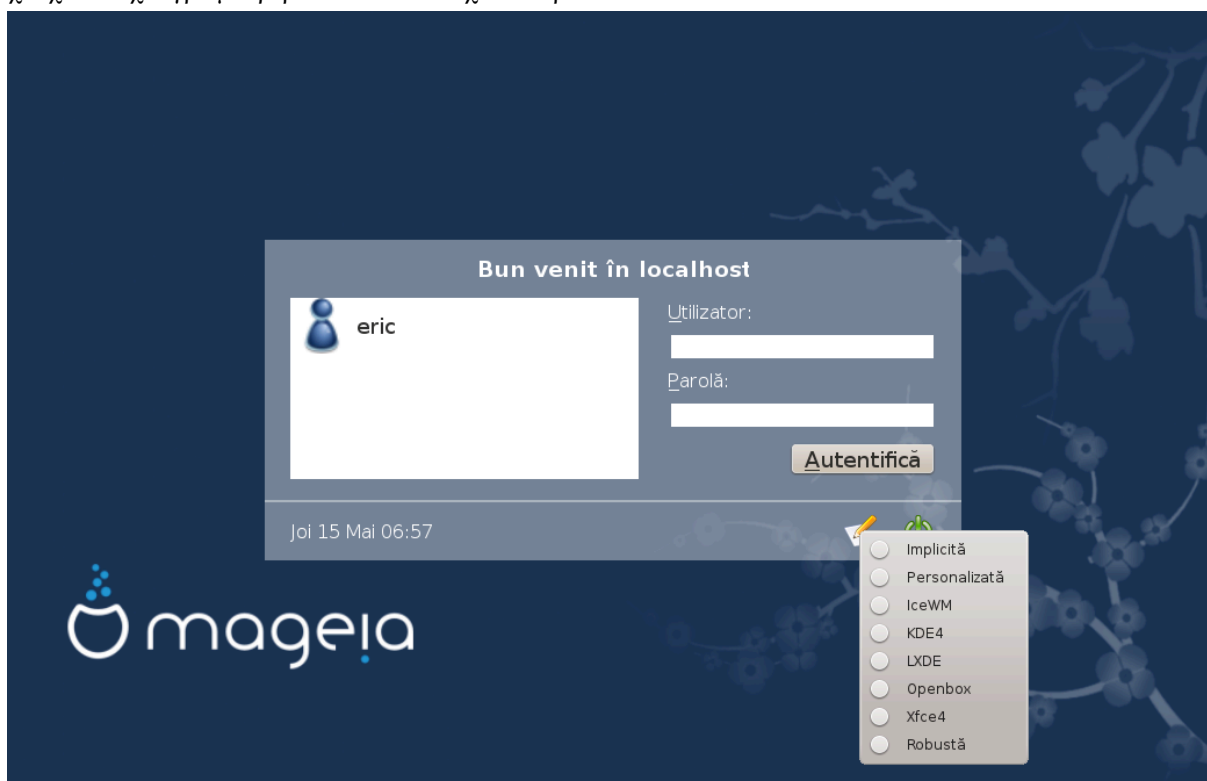 Bun venit în localhost
eric
Utilizator:
Parolă:
Autentifică
Joi 15 Mai 06:57
Implicită
Personalizată
IceWM
KDE4
LXDE
Openbox
Xfce4
Robustă
mageia